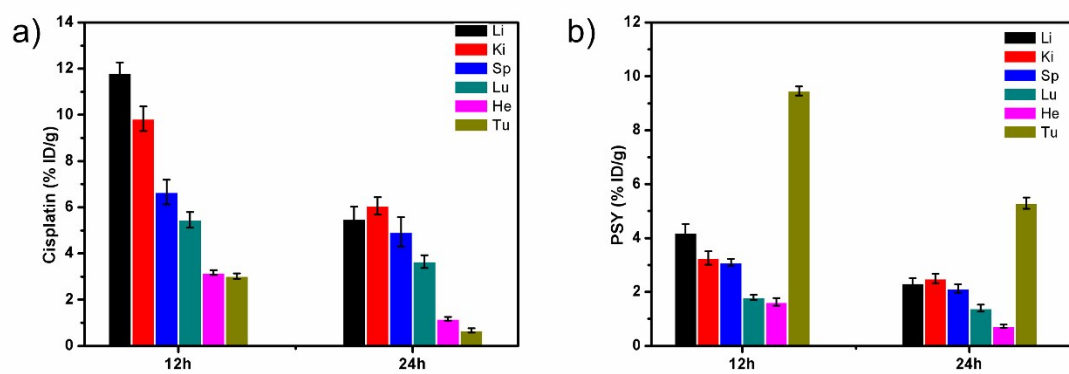 a)
Cisplatin (% ID/g)
14
12
10
8
6
4
2
0
Li
Ki
Sp
Lu
He
Tu
12h
24h
b)
PSY (% ID/g)
12
10
8
6
4
2
0
Li
Ki
Sp
Lu
He
Tu
12h
24h